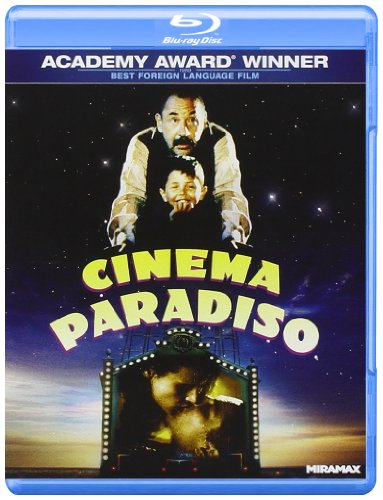 Blu-ray Disc
ACADEMY AWARD® WINNER
BEST FOREIGN LANGUAGE FILM
CINEMA
PARADISO
MIRAMAX